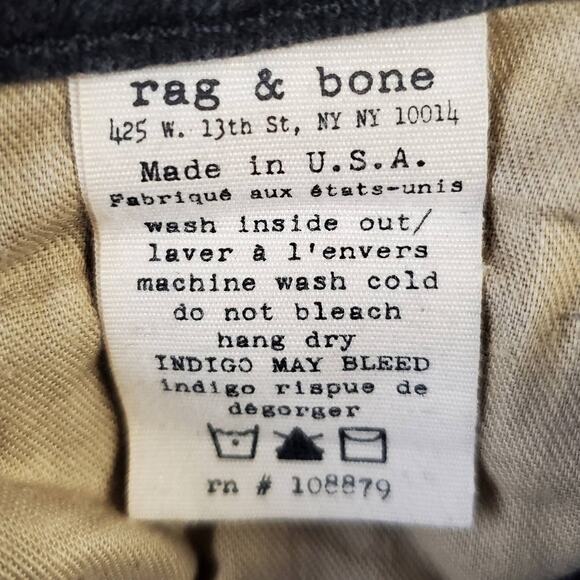 rag & bone
425 W. 13th St, NY NY 10014
Made in U.S.A.
Fabriqué aux états-unis
wash inside out/
laver à l'envers
machine wash cold
do not bleach
hang dry
INDIGO MAY BLEED
indigo rispue de
dégorger
rn # 108879